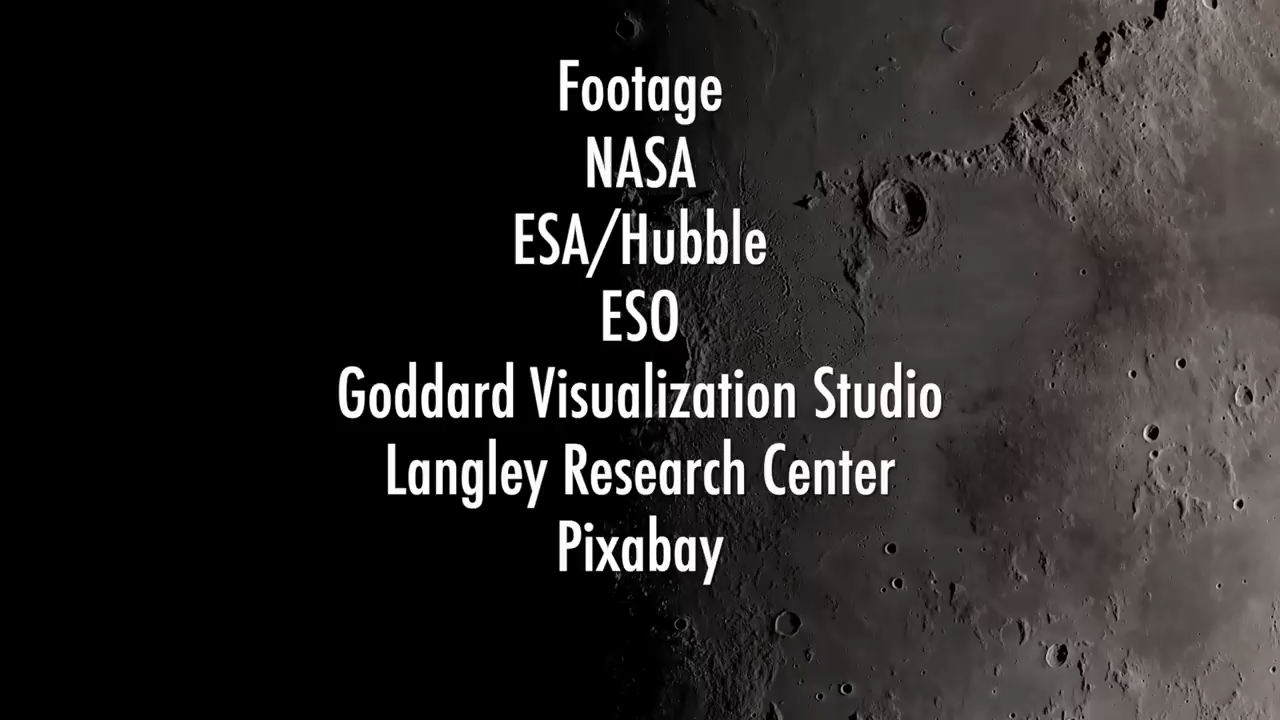 Footage
NASA
ESA/Hubble
ESO
Goddard Visualization Studio
Langley Research Center
Pixabay